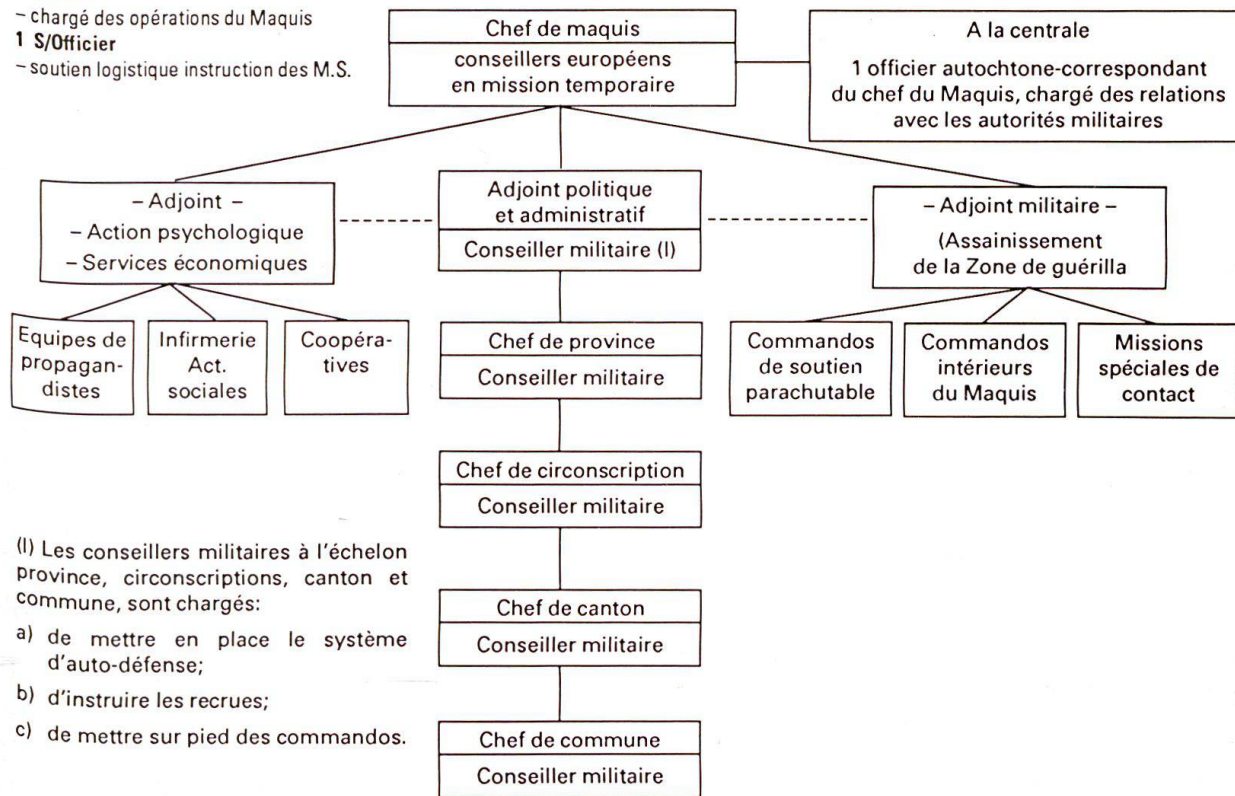 – chargé des opérations du Maquis
1 S/Officier
– soutien logistique instruction des M.S.
Chef de maquis
conseillers européens
en mission temporaire
A la centrale
1 officier autochtone-correspondant
du chef du Maquis, chargé des relations
avec les autorités militaires
– Adjoint –
– Action psychologique
– Services économiques
Adjoint politique
et administratif
Conseiller militaire (I)
– Adjoint militaire –
(Assainissement
de la Zone de guérilla
Equipes de
propagan-
distes
Infirmerie
Act.
sociales
Coopéra-
tives
Chef de province
Conseiller militaire
Commandos
de soutien
parachutable
Commandos
intérieurs
du Maquis
Missions
spéciales de
contact
Chef de circonscription
Conseiller militaire
(I) Les conseillers militaires à l'échelon
province, circonscriptions, canton et
commune, sont chargés:
a) de mettre en place le système
d'auto-défense;
b) d'instruire les recrues;
c) de mettre sur pied des commandos.
Chef de canton
Conseiller militaire
Chef de commune
Conseiller militaire